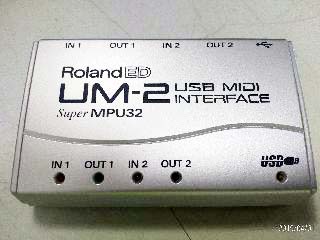 IN 1 OUT 1 IN 2 OUT 2
Roland ED
UM-2 USB MIDI INTERFACE
Super MPU32
IN 1 OUT 1 IN 2 OUT 2 USB